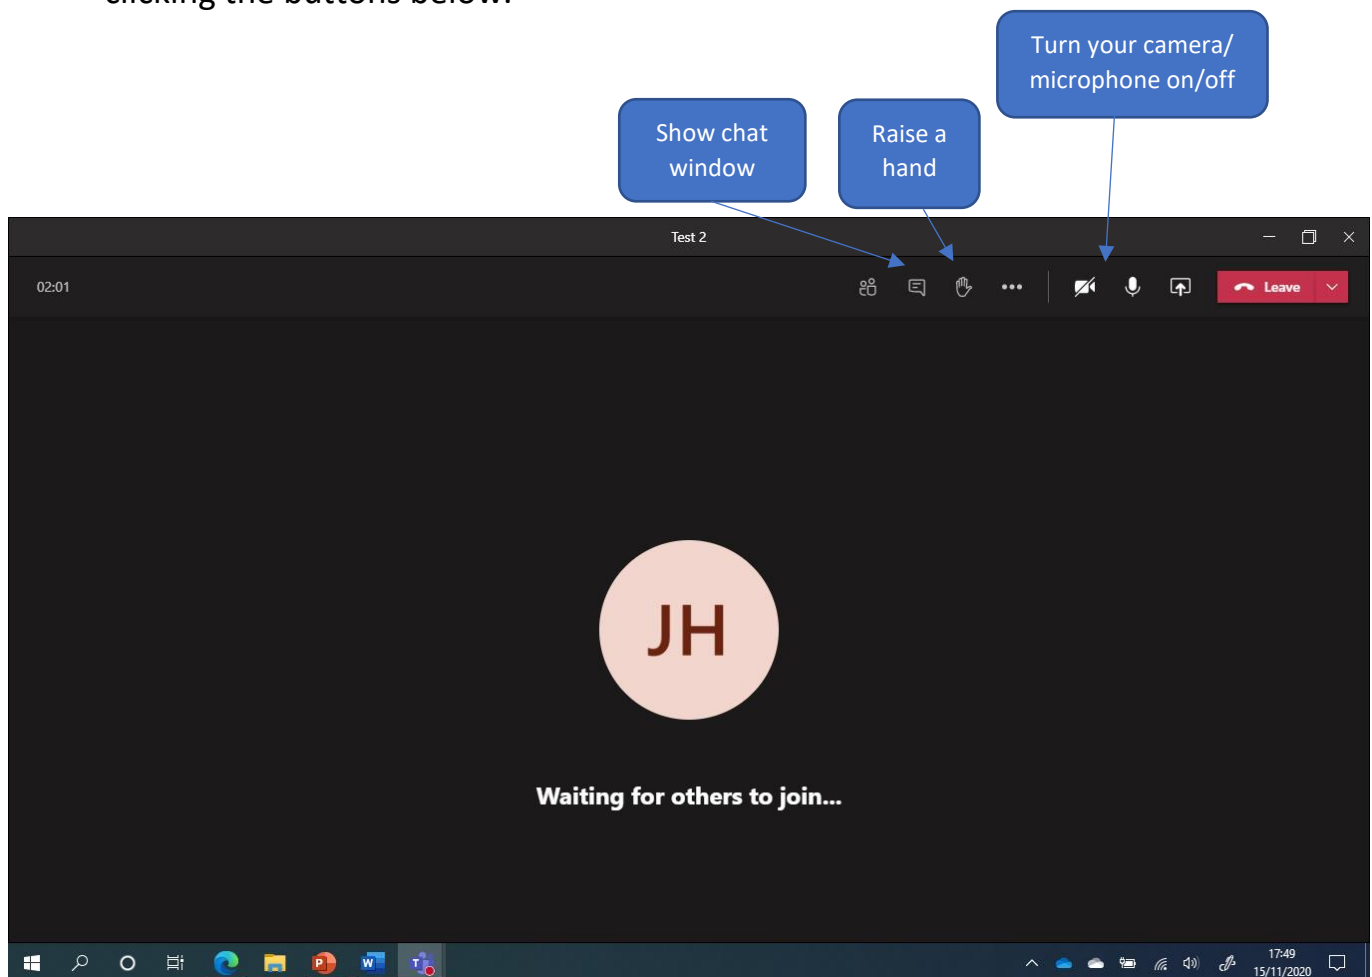 clicking the buttons below.
Turn your camera/
microphone on/off
Show chat
window
Raise a
hand
Test 2
02:01
Leave
JH
Waiting for others to join...
17:49
15/11/2020